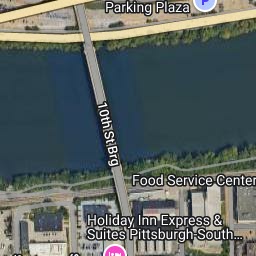 Parking Plaza
P
10th St Brg
Food Service Center
Holiday Inn Express &
Suites Pittsburgh-South...